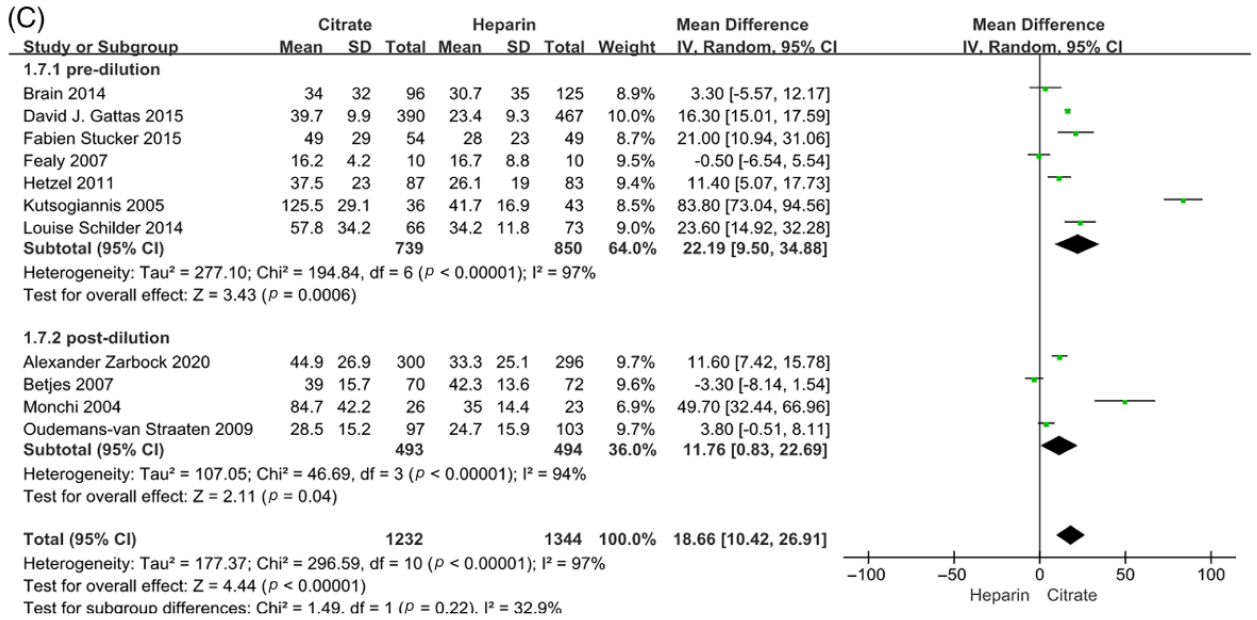 (C)
Citrate Heparin Mean Difference Mean Difference
Study or Subgroup Mean SD Total Mean SD Total Weight IV, Random, 95% CI IV, Random, 95% CI
1.7.1 pre-dilution
Brain 2014 34 32 96 30.7 35 125 8.9% 3.30 [-5.57, 12.17]
David J. Gattas 2015 39.7 9.9 390 23.4 9.3 467 10.0% 16.30 [15.01, 17.59]
Fabien Stucker 2015 49 29 54 28 23 49 8.7% 21.00 [10.94, 31.06]
Fealy 2007 16.2 4.2 10 16.7 8.8 10 9.5% -0.50 [-6.54, 5.54]
Hetzel 2011 37.5 23 87 26.1 19 83 9.4% 11.40 [5.07, 17.73]
Kutsogiannis 2005 125.5 29.1 36 41.7 16.9 43 8.5% 83.80 [73.04, 94.56]
Louise Schilder 2014 57.8 34.2 66 34.2 11.8 73 9.0% 23.60 [14.92, 32.28]
Subtotal (95% CI) 739 850 64.0% 22.19 [9.50, 34.88]
Heterogeneity: Tau² = 277.10; Chi² = 194.84, df = 6 (p < 0.00001); I² = 97%
Test for overall effect: Z = 3.43 (p = 0.0006)
1.7.2 post-dilution
Alexander Zarbock 2020 44.9 26.9 300 33.3 25.1 296 9.7% 11.60 [7.42, 15.78]
Betjes 2007 39 15.7 70 42.3 13.6 72 9.6% -3.30 [-8.14, 1.54]
Monchi 2004 84.7 42.2 26 35 14.4 23 6.9% 49.70 [32.44, 66.96]
Oudemans-van Straaten 2009 28.5 15.2 97 24.7 15.9 103 9.7% 3.80 [-0.51, 8.11]
Subtotal (95% CI) 493 494 36.0% 11.76 [0.83, 22.69]
Heterogeneity: Tau² = 107.05; Chi² = 46.69, df = 3 (p < 0.00001); I² = 94%
Test for overall effect: Z = 2.11 (p = 0.04)
Total (95% CI) 1232 1344 100.0% 18.66 [10.42, 26.91]
Heterogeneity: Tau² = 177.37; Chi² = 296.59, df = 10 (p < 0.00001); I² = 97%
Test for overall effect: Z = 4.44 (p < 0.00001)
Test for subgroup differences: Chi² = 1.49, df = 1 (p = 0.22), I² = 32.9%
−100 −50 0 50 100
Heparin Citrate